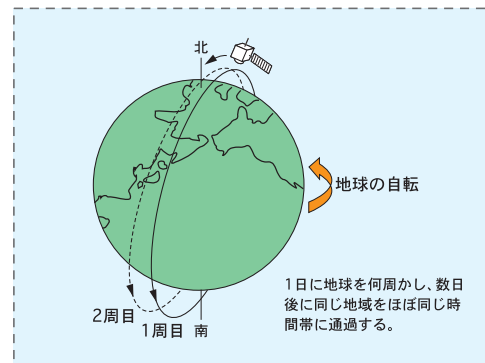 北
地球の自転
1日に地球を何周かし、数日
後に同じ地域をほぼ同じ時
間帯に通過する。
2周目
1周目
南